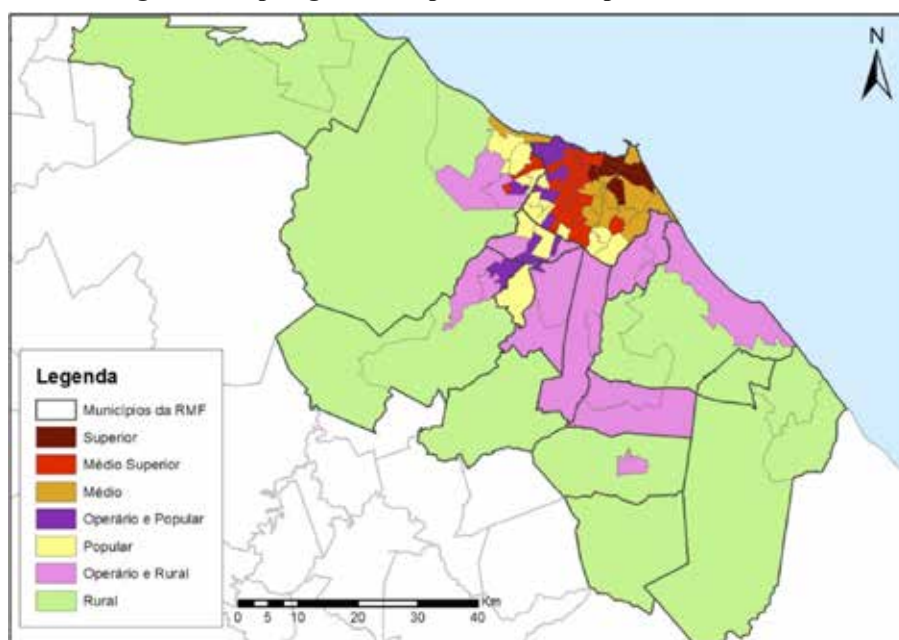 N
Legenda
Municípios da RMF
Superior
Médio Superior
Médio
Operário e Popular
Popular
Operário e Rural
Rural
Km
0 5 10 20 30 40